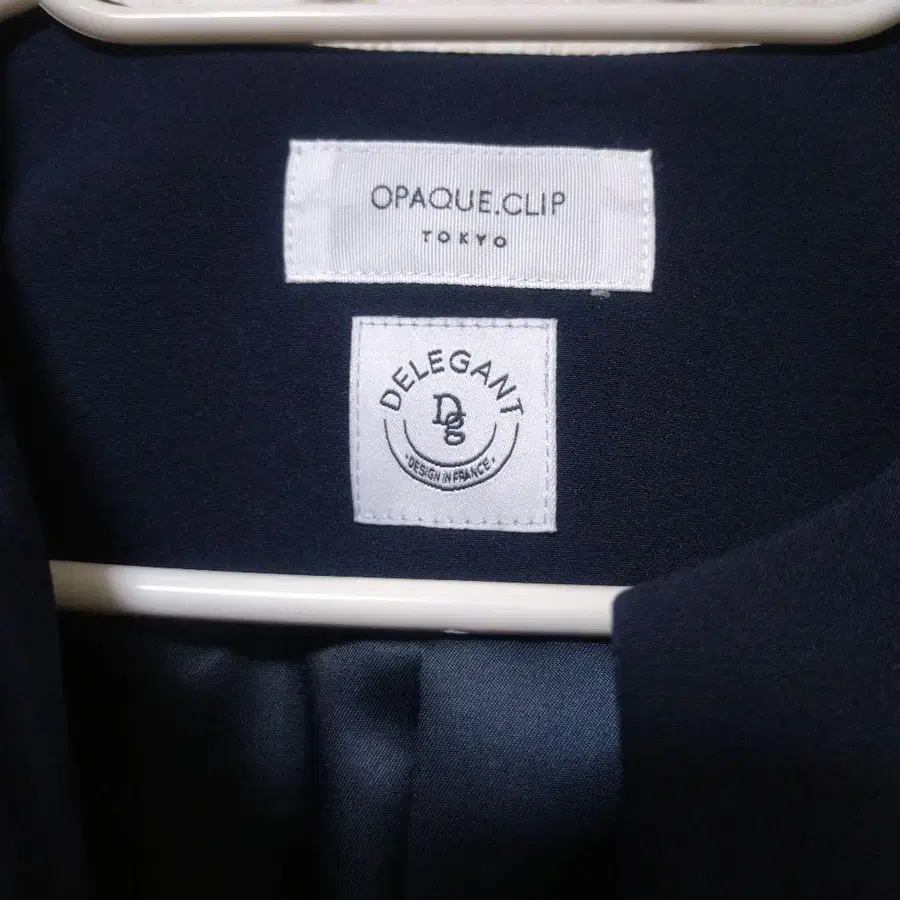 OPAQUE.CLIP
TOKYO
DELEGANT
Dg
·DESIGN IN FRANCE·